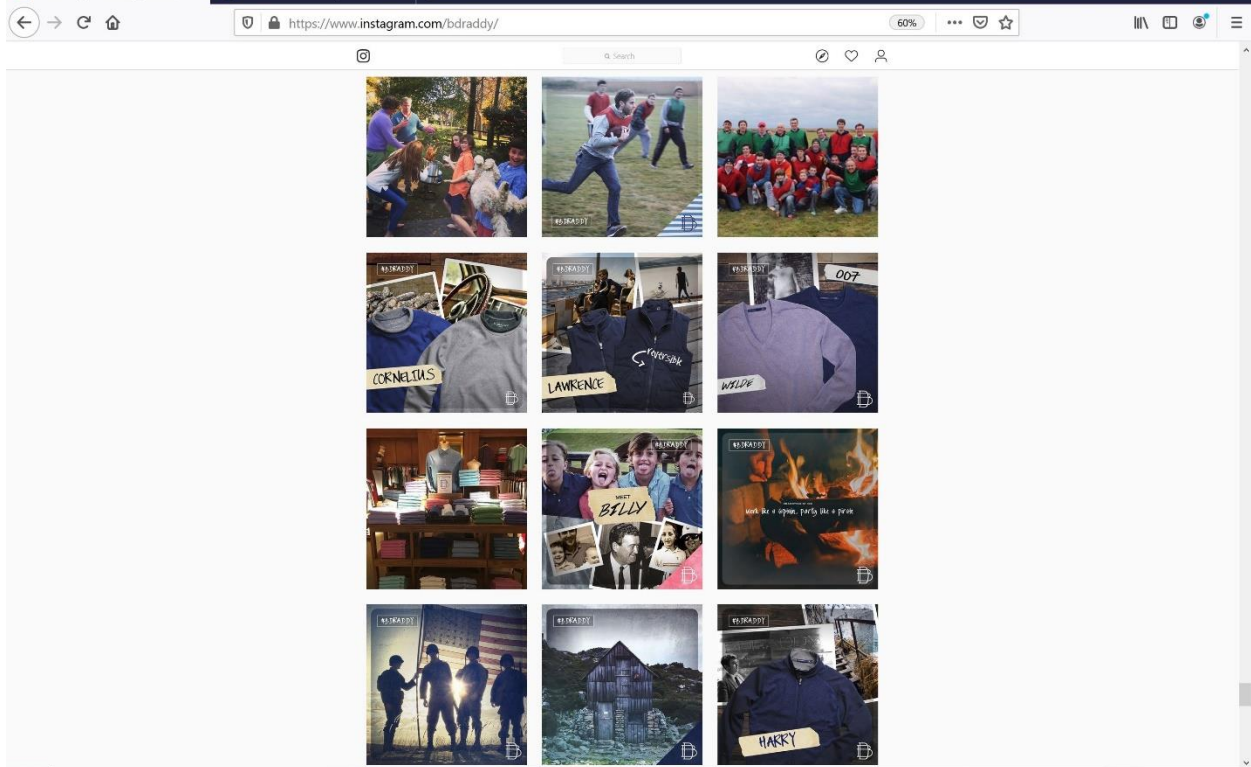 https://www.instagram.com/bdraddy/
60%
Search
#BDRADDY
#BDRADDY
#BDRADDY
#BDRADDY
007
reversible
CORNELIUS
LAWRENCE
WILDE
#BDRADDY
#BDRADDY
MEET
BILLY
work like a captain, party like a pirate
#BDRADDY
#BDRADDY
#BDRADDY
HARRY